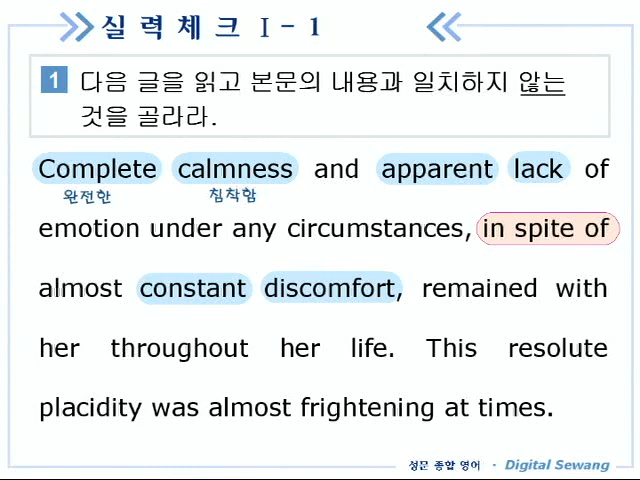 실력체크 I - 1
1 다음 글을 읽고 본문의 내용과 일치하지 않는
것을 골라라.
Complete calmness and apparent lack of
완전한 침착함
emotion under any circumstances, in spite of
almost constant discomfort, remained with
her throughout her life. This resolute
placidity was almost frightening at times.
성문 종합 영어 · Digital Sewang